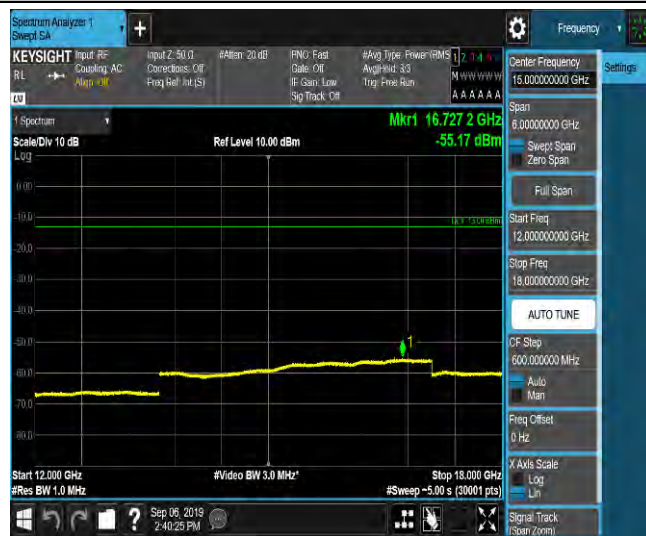 Spectrum Analyzer 1
Swept SA
Frequency
KEYSIGHT
RL
Input: RF
Coupling: AC
Align: Off
Input Z: 50 Ω
Corrections: Off
Freq Ref: Int (S)
#Atten: 20 dB
PNO: Fast
Gate: Off
IF Gain: Low
Sig Track: Off
#Avg Type: Power (RMS
Avg|Hold: 3/3
Trig: Free Run
1 2 3 4 5
M W W W W W
A A A A A A
1 Spectrum
Mkr1 16.727 2 GHz
-55.17 dBm
Scale/Div 10 dB
Ref Level 10.00 dBm
Log
0.00
-10.0
-20.0
-30.0
-40.0
-50.0
-60.0
-70.0
-80.0
1
Start 12.000 GHz
#Video BW 3.0 MHz*
Stop 18.000 GHz
#Res BW 1.0 MHz
#Sweep ~5.00 s (30001 pts)
Sep 06, 2019
2:40:25 PM
Center Frequency
15.000000000 GHz
Settings
Span
6.00000000 GHz
Swept Span
Zero Span
Full Span
Start Freq
12.000000000 GHz
Stop Freq
18.000000000 GHz
AUTO TUNE
CF Step
600.000000 MHz
Auto
Man
Freq Offset
0 Hz
X Axis Scale
Log
Lin
Signal Track
(Span Zoom)